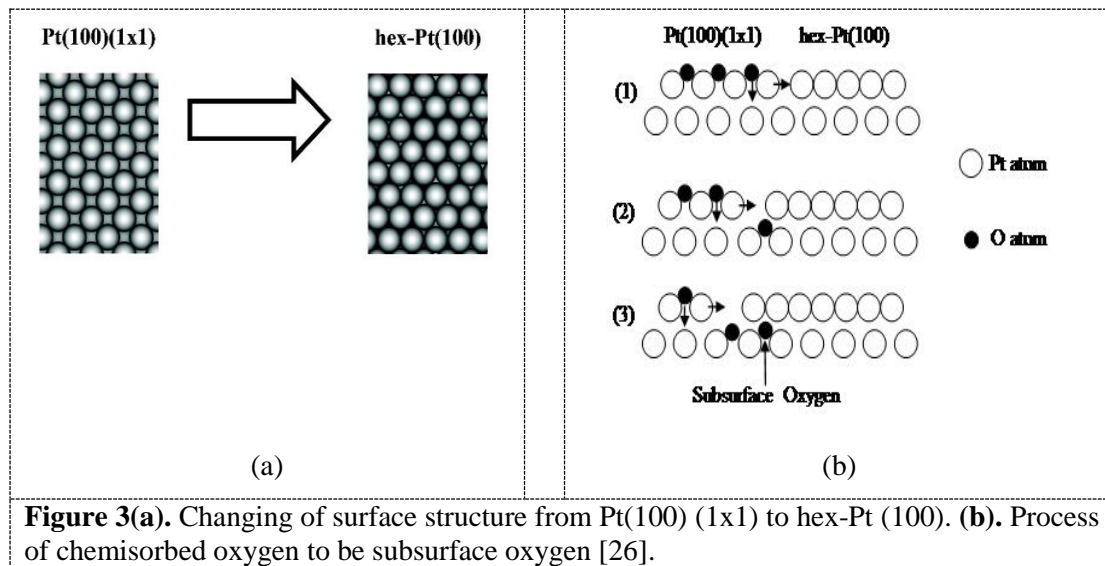 Pt(100)(1x1)
hex-Pt(100)
(a)
Pt(100)(1x1) hex-Pt(100)
(1)
(2)
(3)
Pt atom
O atom
Subsurface Oxygen
(b)
Figure 3(a). Changing of surface structure from Pt(100) (1x1) to hex-Pt (100). (b). Process
of chemisorbed oxygen to be subsurface oxygen [26].